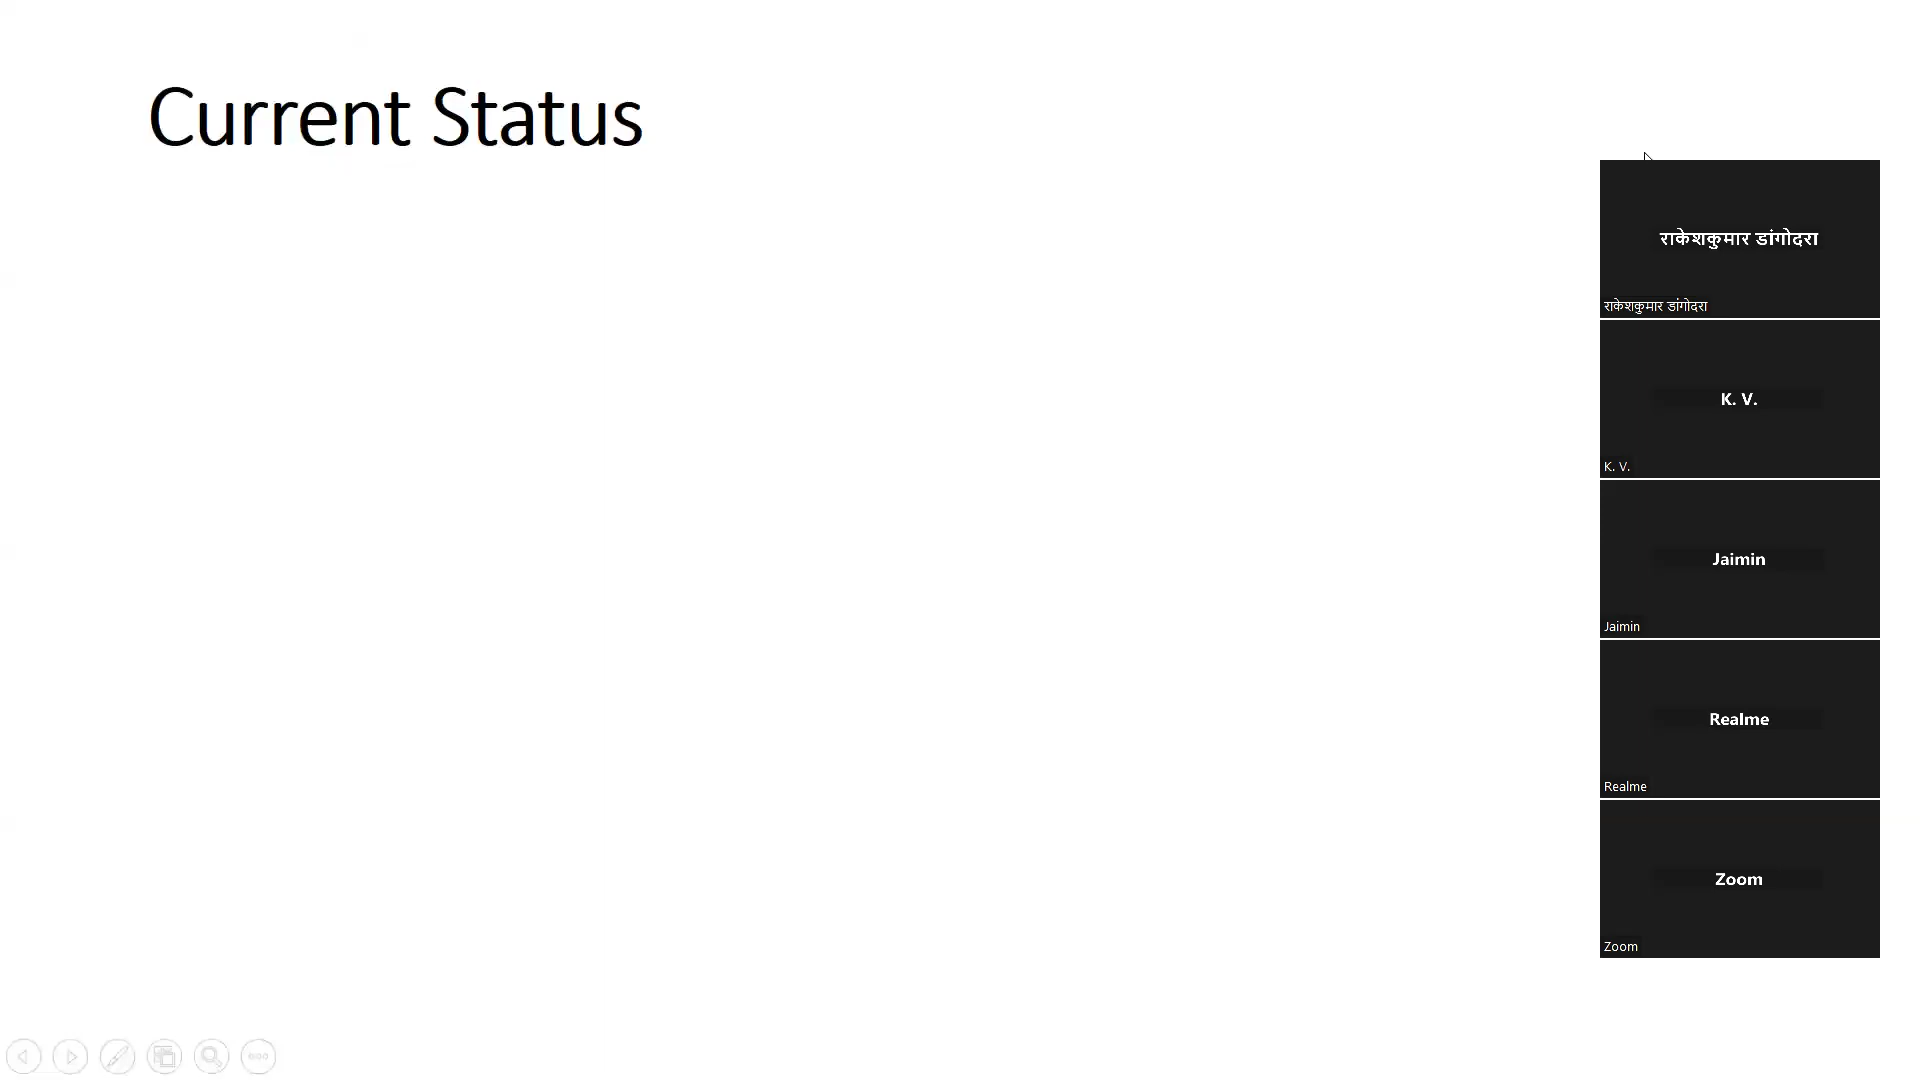 Current Status
राकेशकुमार डांगोदरा
राकेशकुमार डांगोदरा
K. V.
K. V.
Jaimin
Jaimin
Realme
Realme
Zoom
Zoom